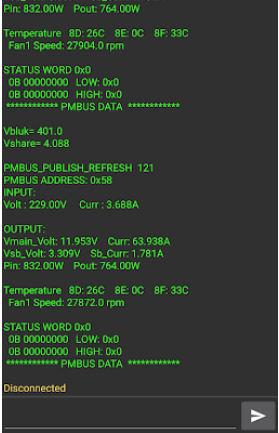 Pin: 832.00W Pout: 764.00W
Temperature 8D: 26C 8E: 0C 8F: 33C
Fan1 Speed: 27904.0 rpm
STATUS WORD 0x0
0B 00000000 LOW: 0x0
0B 00000000 HIGH: 0x0
************ PMBUS DATA ************
Vbluk= 401.0
Vshare= 4.088
PMBUS_PUBLISH_REFRESH 121
PMBUS ADDRESS: 0x58
INPUT:
Volt : 229.00V Curr : 3.688A
OUTPUT:
Vmain_Volt: 11.953V Curr: 63.938A
Vsb_Volt: 3.309V Sb_Curr: 1.781A
Pin: 832.00W Pout: 764.00W
Temperature 8D: 26C 8E: 0C 8F: 33C
Fan1 Speed: 27872.0 rpm
STATUS WORD 0x0
0B 00000000 LOW: 0x0
0B 00000000 HIGH: 0x0
************ PMBUS DATA ************
Disconnected